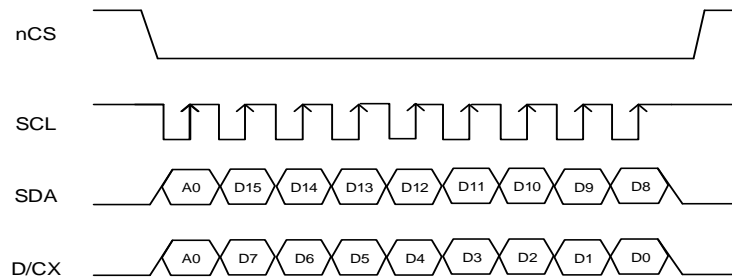 nCS
SCL
SDA A0 D15 D14 D13 D12 D11 D10 D9 D8
D/CX A0 D7 D6 D5 D4 D3 D2 D1 D0